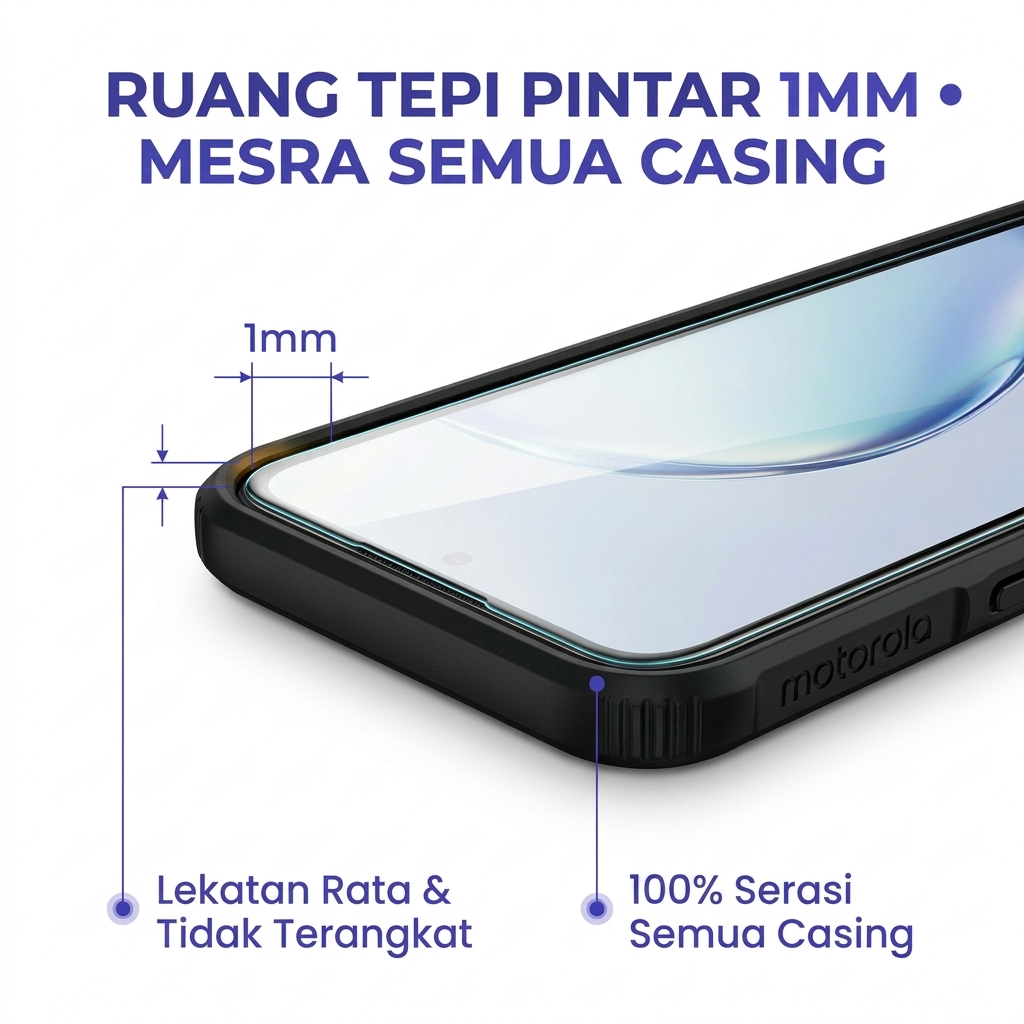 RUANG TEPI PINTAR 1MM •
MESRA SEMUA CASING
1mm
motorola
Lekatan Rata &
Tidak Terangkat
100% Serasi
Semua Casing